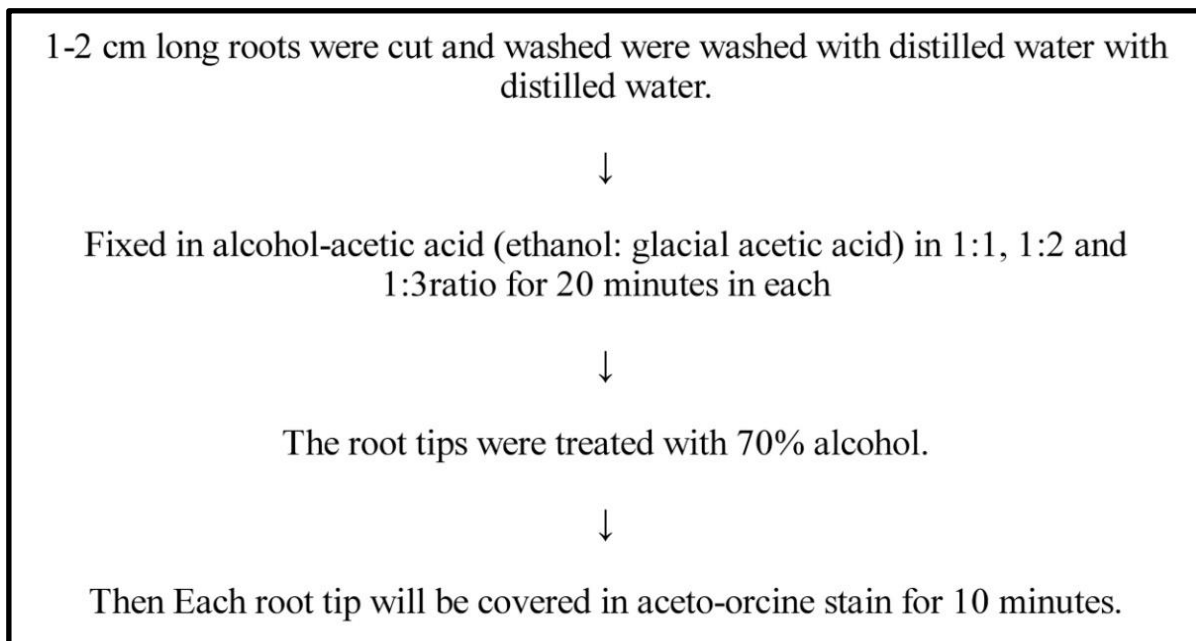 1-2 cm long roots were cut and washed were washed with distilled water with
distilled water.
↓
Fixed in alcohol-acetic acid (ethanol: glacial acetic acid) in 1:1, 1:2 and
1:3ratio for 20 minutes in each
↓
The root tips were treated with 70% alcohol.
↓
Then Each root tip will be covered in aceto-orcine stain for 10 minutes.